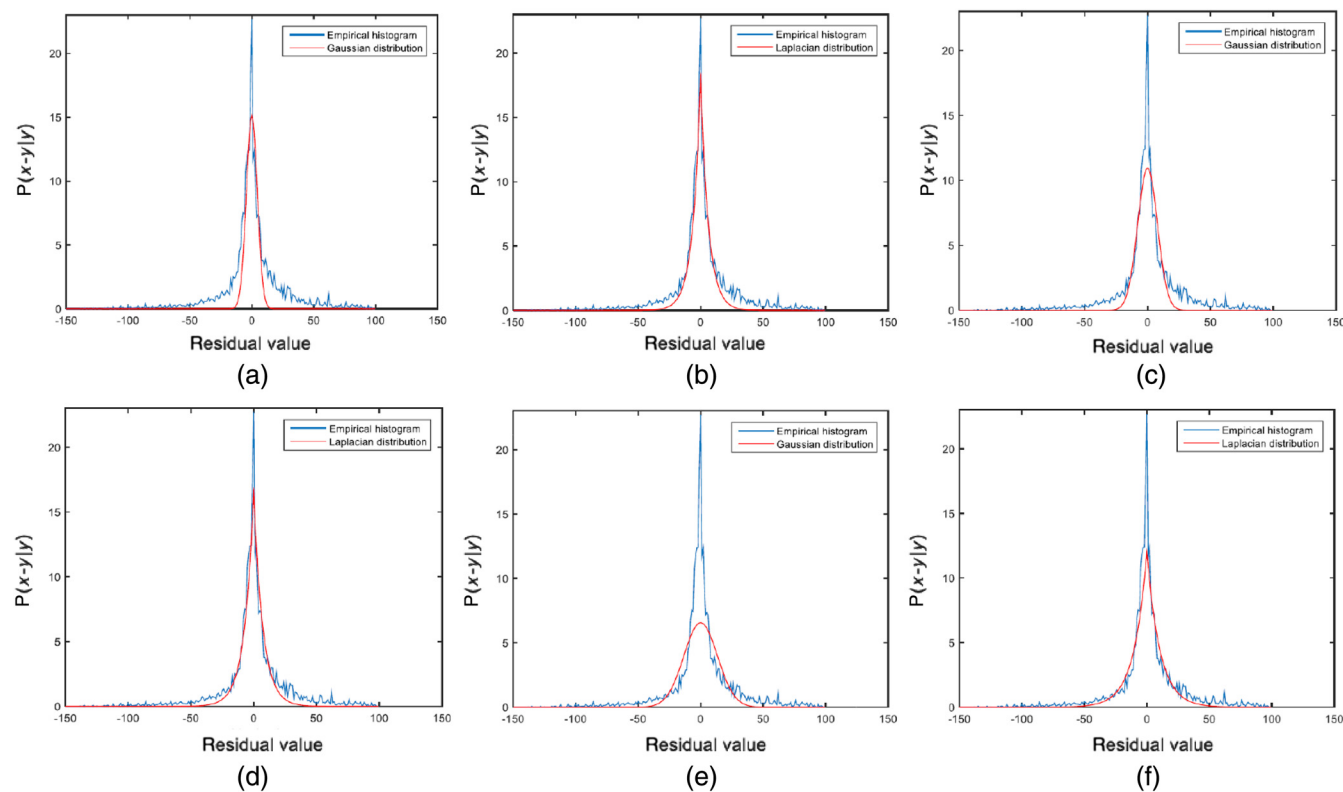 Empirical histogram
Gaussian distribution
20
15
10
5
0
-150 -100 -50 0 50 100 150
P(x-y|y)
Residual value
(a)
Empirical histogram
Laplacian distribution
20
15
10
5
0
-150 -100 -50 0 50 100 150
P(x-y|y)
Residual value
(b)
Empirical histogram
Gaussian distribution
20
15
10
5
0
-150 -100 -50 0 50 100 150
P(x-y|y)
Residual value
(c)
Empirical histogram
Laplacian distribution
20
15
10
5
0
-150 -100 -50 0 50 100 150
P(x-y|y)
Residual value
(d)
Empirical histogram
Gaussian distribution
20
15
10
5
0
-150 -100 -50 0 50 100 150
P(x-y|y)
Residual value
(e)
Empirical histogram
Laplacian distribution
20
15
10
5
0
-150 -100 -50 0 50 100 150
P(x-y|y)
Residual value
(f)